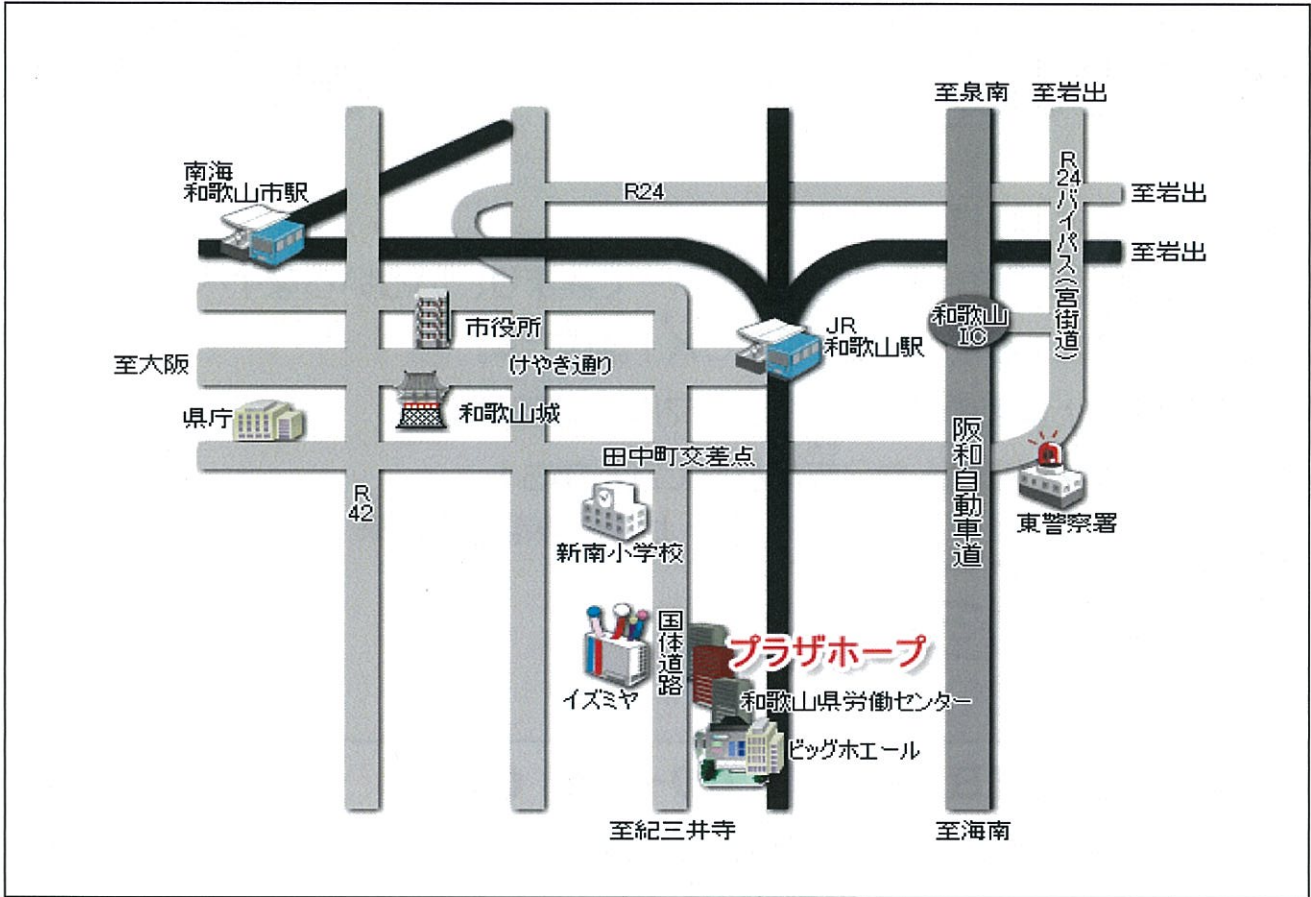 至泉南
至岩出
南海
和歌山市駅
R24
R24バイパス(宮街道)
至岩出
至岩出
市役所
JR
和歌山駅
和歌山
IC
至大阪
けやき通り
県庁
和歌山城
田中町交差点
R
42
阪和自動車道
東警察署
新南小学校
国体道路
プラザホープ
イズミヤ
和歌山県労働センター
ビッグホエール
至紀三井寺
至海南